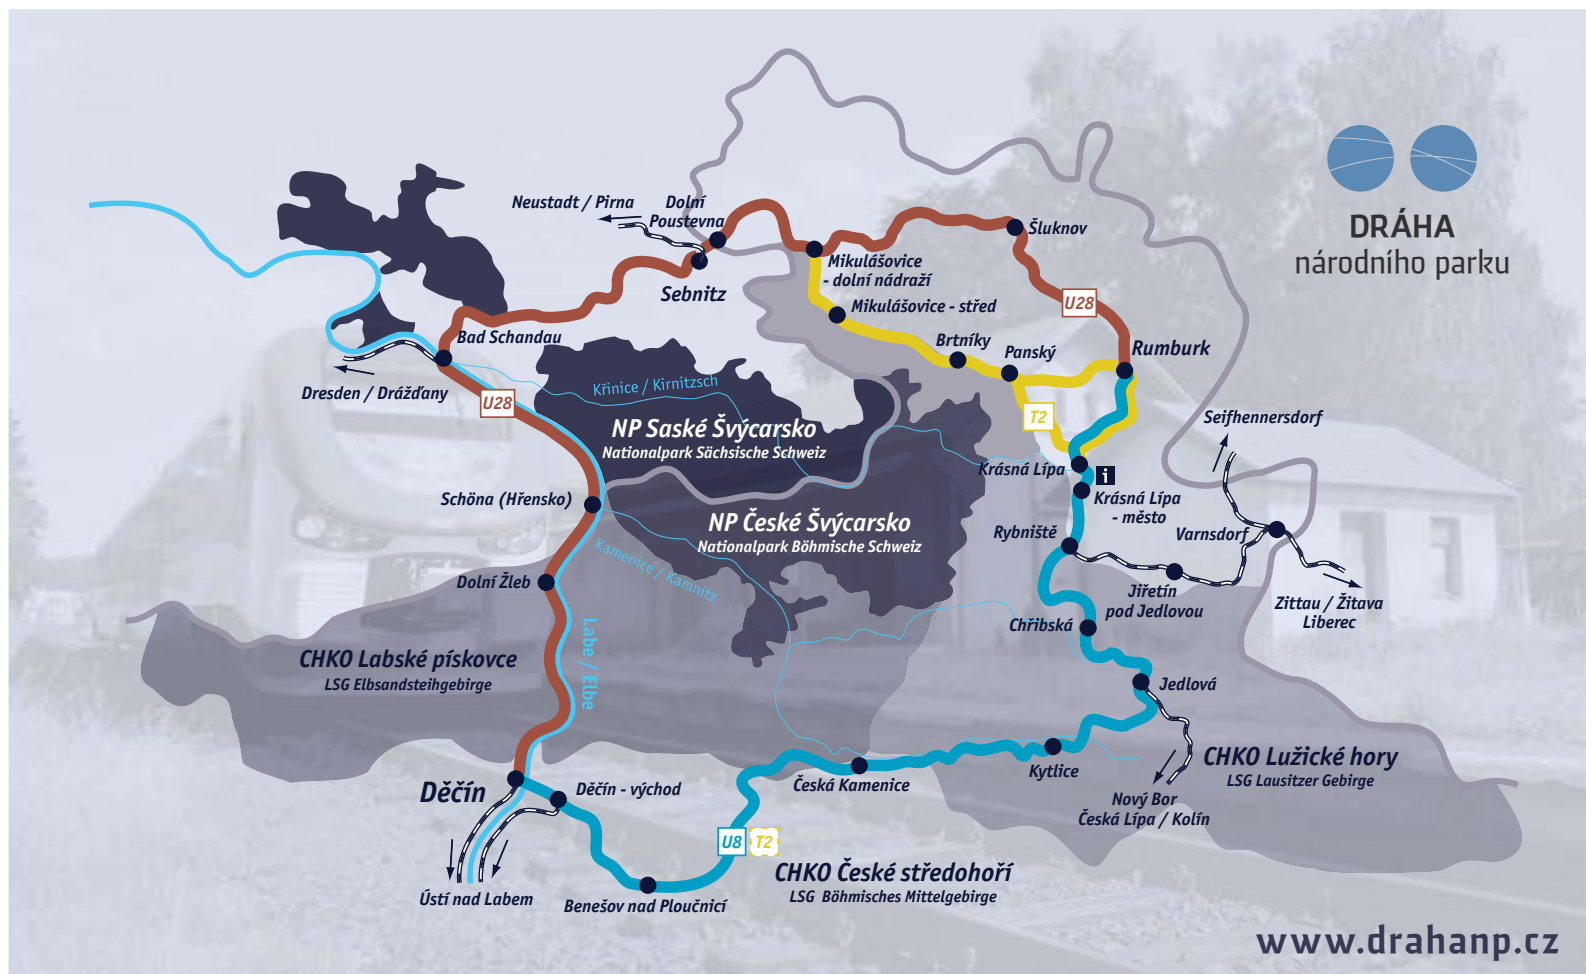 DRÁHA
národního parku
Neustadt / Pirna
Dolní
Poustevna
Sebnitz
Mikulášovice
- dolní nádraží
Šluknov
Mikulášovice - střed
U28
Brtníky
Panský
Rumburk
Bad Schandau
Dresden / Drážďany
U28
Křinice / Kirnitzsch
T2
NP Saské Švýcarsko
Nationalpark Sächsische Schweiz
Seifhennersdorf
Krásná Lípa
i
Krásná Lípa
- město
Schöna (Hřensko)
NP České Švýcarsko
Nationalpark Böhmische Schweiz
Rybniště
Varnsdorf
Kamenice / Kamnitz
Dolní Žleb
Jiřetín
pod Jedlovou
Zittau / Žitava
Liberec
Chřibská
Labe / Elbe
CHKO Labské pískovce
LSG Elbsandsteihgebirge
Jedlová
Děčín
Děčín - východ
Česká Kamenice
Kytlice
CHKO Lužické hory
LSG Lausitzer Gebirge
Nový Bor
Česká Lípa / Kolín
U8
T2
CHKO České středohoří
LSG Böhmisches Mittelgebirge
Ústí nad Labem
Benešov nad Ploučnicí
www.drahanp.cz